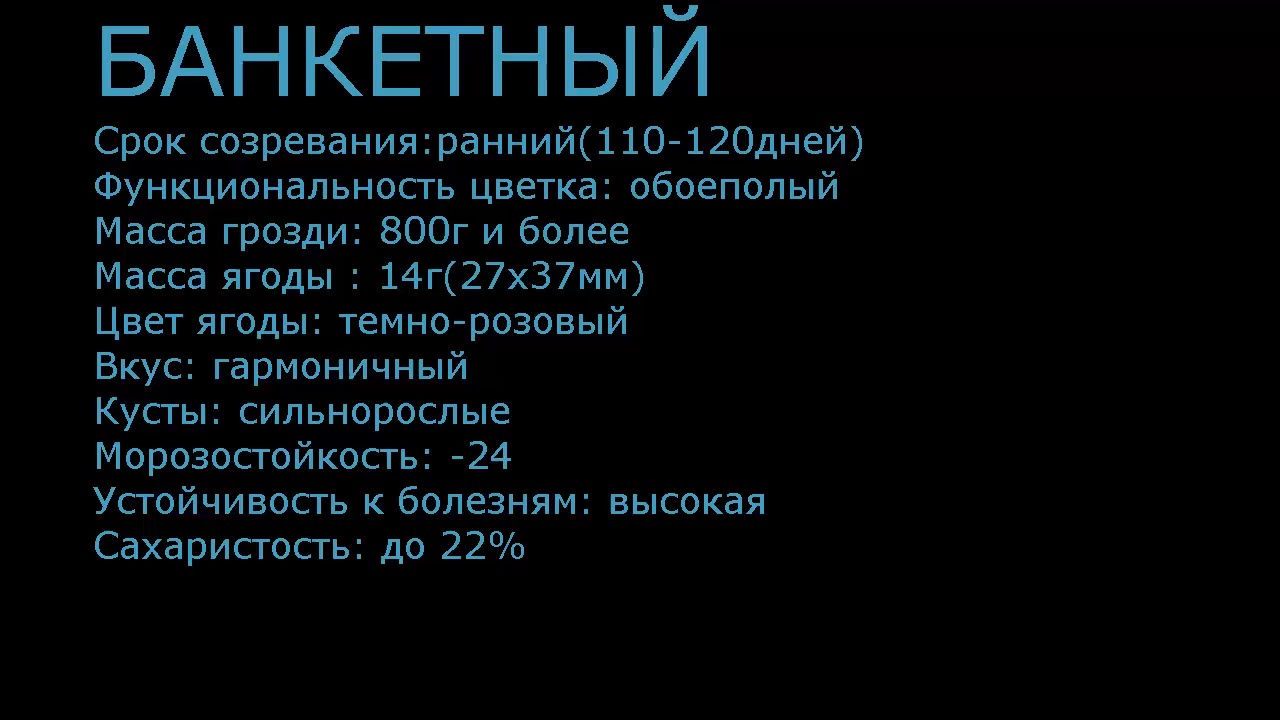 БАНКЕТНЫЙ
Срок созревания:ранний(110-120дней)
Функциональность цветка: обоеполый
Масса грозди: 800г и более
Масса ягоды : 14г(27х37мм)
Цвет ягоды: темно-розовый
Вкус: гармоничный
Кусты: сильнорослые
Морозостойкость: -24
Устойчивость к болезням: высокая
Сахаристость: до 22%